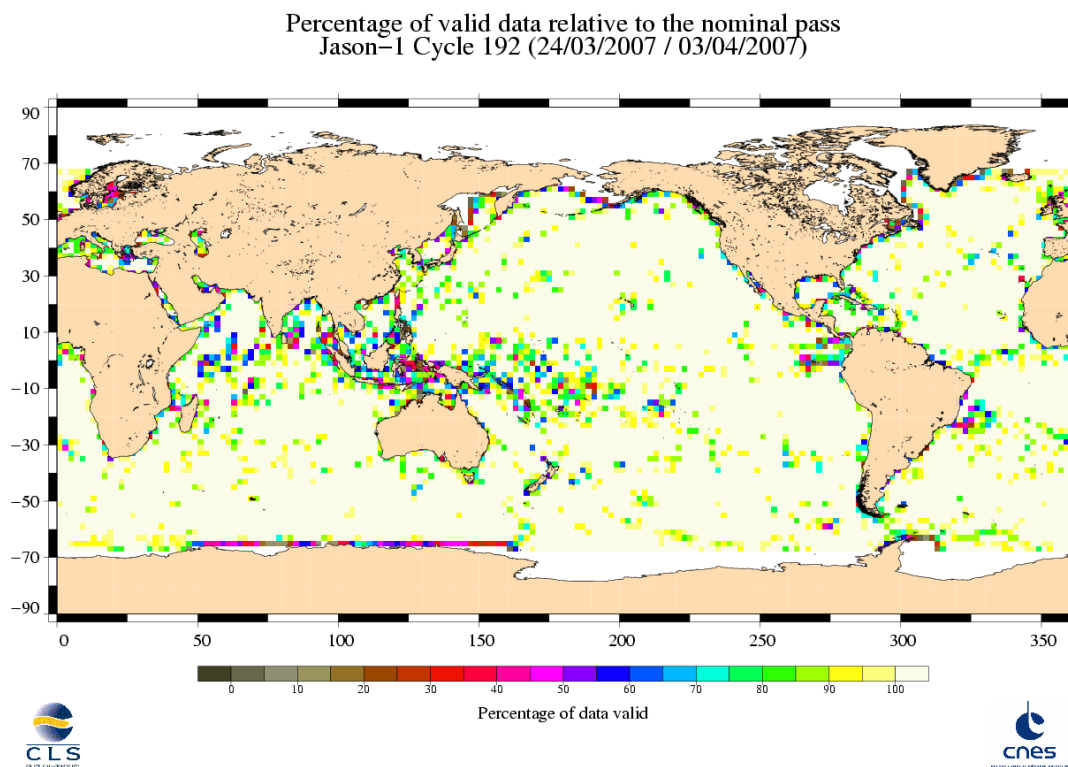 Percentage of valid data relative to the nominal pass
Jason−1 Cycle 192 (24/03/2007 / 03/04/2007)
90
70
50
30
10
−10
−30
−50
−70
−90
0 50 100 150 200 250 300 350
0 10 20 30 40 50 60 70 80 90 100
Percentage of data valid
CLS
cnes